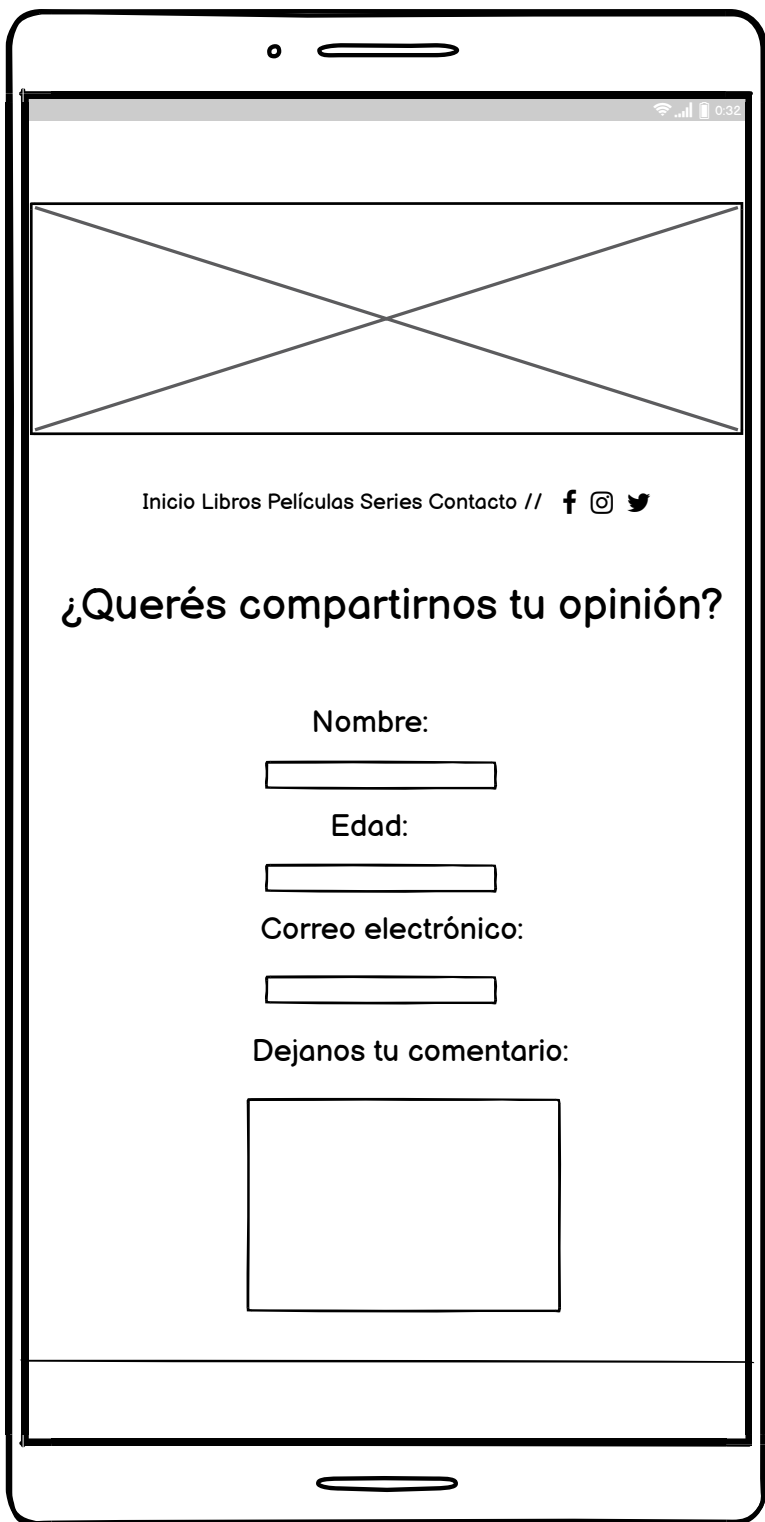 0:32
Inicio Libros Películas Series Contacto //
¿Querés compartirnos tu opinión?
Nombre:
Edad:
Correo electrónico:
Dejanos tu comentario: